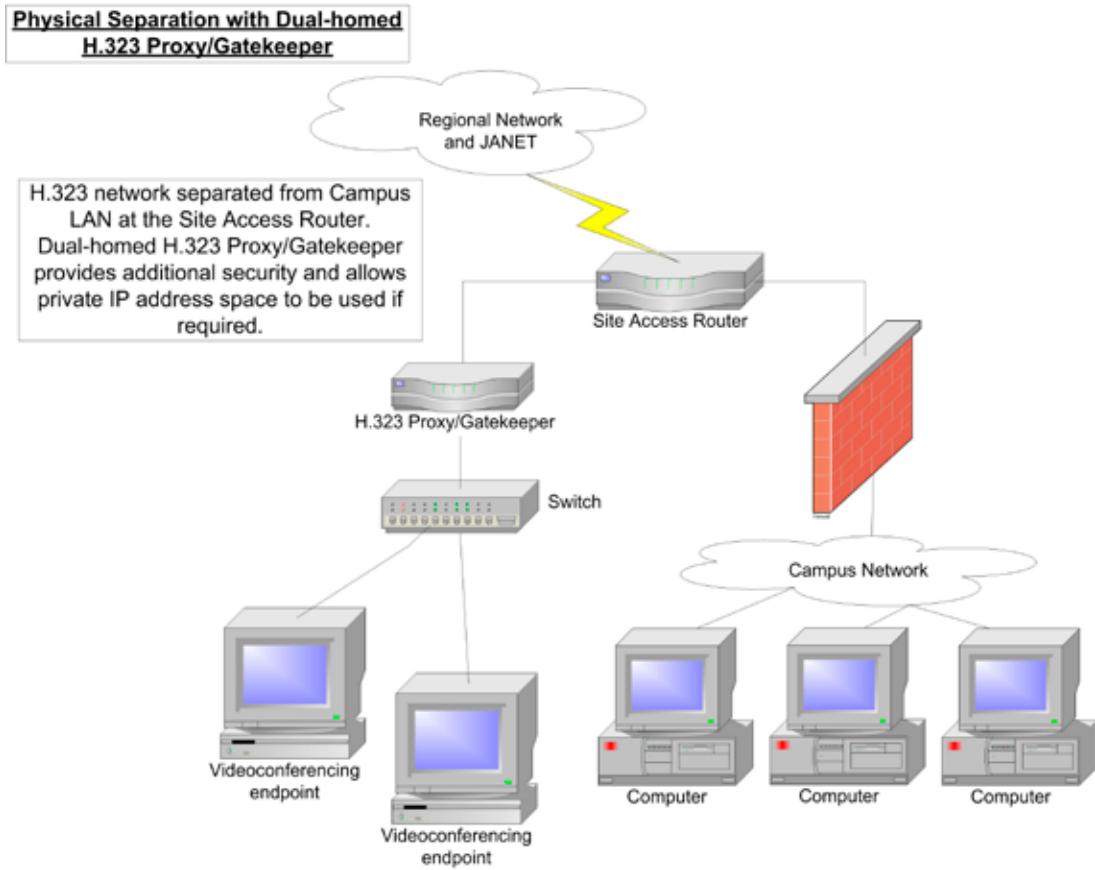 Physical Separation with Dual-homed
H.323 Proxy/Gatekeeper
Regional Network
and JANET
H.323 network separated from Campus
LAN at the Site Access Router.
Dual-homed H.323 Proxy/Gatekeeper
provides additional security and allows
private IP address space to be used if
required.
Site Access Router
H.323 Proxy/Gatekeeper
Switch
Campus Network
Videoconferencing
endpoint
Videoconferencing
endpoint
Computer
Computer
Computer